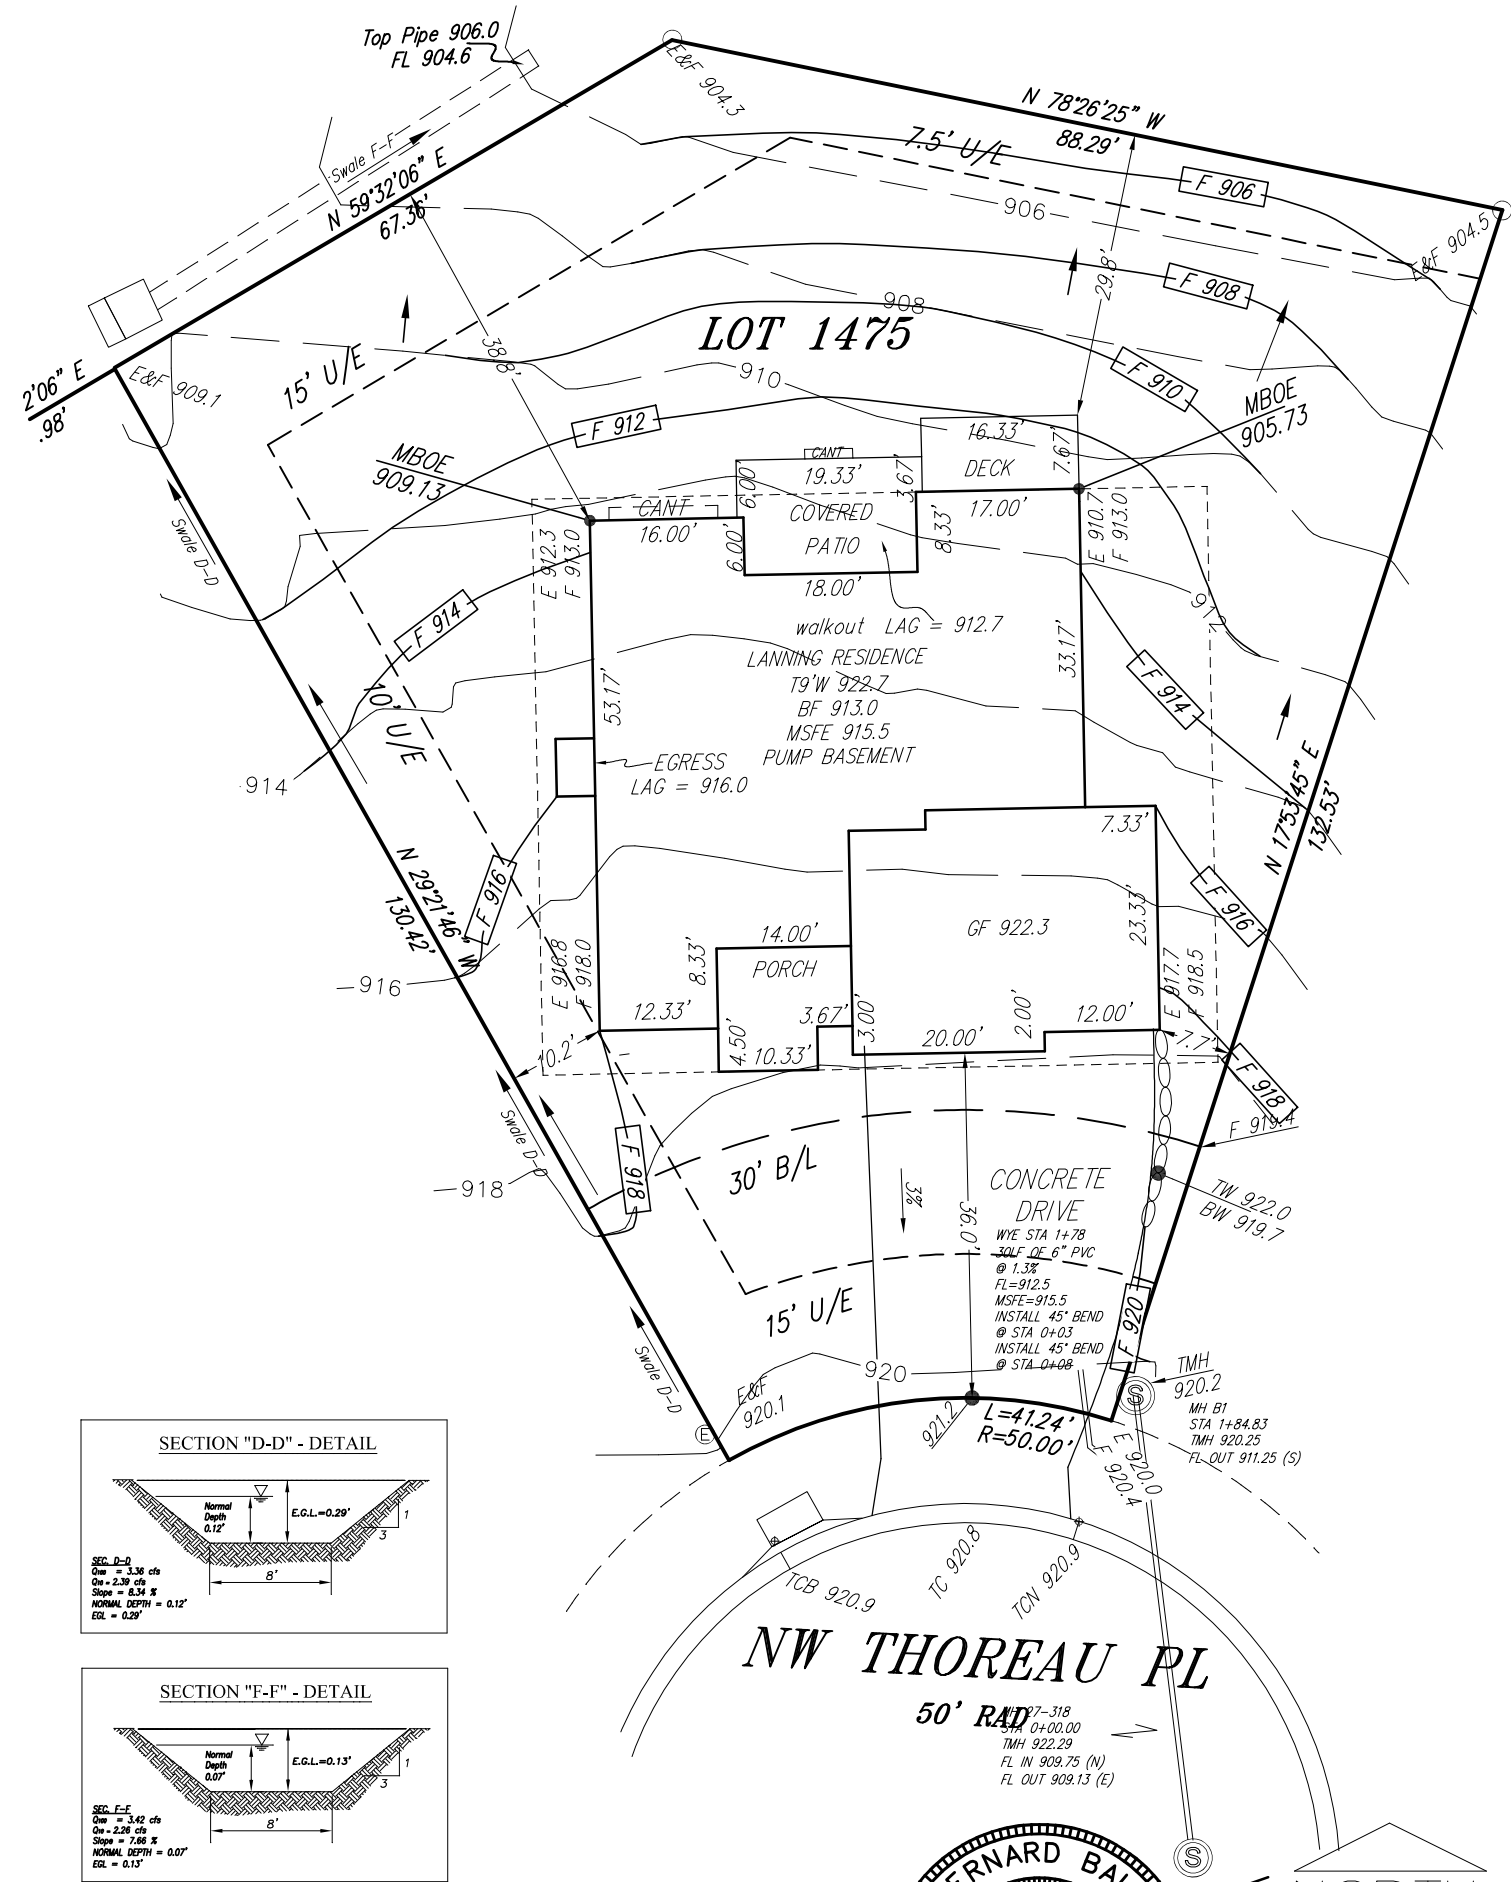 Top Pipe 906.0
FL 904.6
E&F 904.3
N 78°26'25" W
88.29'
7.5' U/E
F 906
906
E&F 904.5
Swale F-F
N 59°32'06" E
67.36'
29.8'
F 908
908
LOT 1475
38.8'
2'06" E
.98'
E&F 909.1
15' U/E
910
F 910
MBOE
905.73
F 912
MBOE
909.13
16.33'
DECK
7.67'
CANT
19.33'
3.67'
6.00'
COVERED
PATIO
17.00'
8.33'
CANT
16.00'
6.00'
18.00'
E 912.3
F 913.0
E 910.7
F 913.0
Swale D-D
F 914
912
walkout LAG = 912.7
LANNING RESIDENCE
T9'W 922.7
BF 913.0
MSFE 915.5
PUMP BASEMENT
33.17'
53.17'
F 914
10' U/E
EGRESS
LAG = 916.0
914
N 17°53'45" E
132.53'
7.33'
N 29°21'46" W
130.42'
F 916
F 916
GF 922.3
23.33'
14.00'
PORCH
8.33'
916
E 916.8
F 918.0
E 917.7
F 918.5
12.33'
3.67'
3.00'
20.00'
2.00'
12.00'
4.50'
10.33'
10.2'
7.7'
F 918
F 919.4
Swale D-D
918
F 918
30' B/L
3%
36.0'
CONCRETE
DRIVE
WYE STA 1+78
30LF OF 6" PVC
@ 1.3%
FL=912.5
MSFE=915.5
INSTALL 45° BEND
@ STA 0+03
INSTALL 45° BEND
@ STA 0+08
TW 922.0
BW 919.7
15' U/E
F 920
Swale D-D
920
E&F
920.1
E
921.2
L=41.24'
R=50.00'
S
TMH
920.2
MH B1
STA 1+84.83
TMH 920.25
FL OUT 911.25 (S)
E 920.0
F 920.4
TCB 920.9
TC 920.8
TCN 920.9
NW THOREAU PL
50' RAD
STA 0+00.00
TMH 922.29
FL IN 909.75 (N)
FL OUT 909.13 (E)
S
SECTION "D-D" - DETAIL
Normal
Depth
0.12'
E.G.L.=0.29'
1
3
8'
SEC. D-D
Q100 = 3.36 cfs
Q10 = 2.39 cfs
Slope = 8.34 %
NORMAL DEPTH = 0.12'
EGL = 0.29'
SECTION "F-F" - DETAIL
Normal
Depth
0.07'
E.G.L.=0.13'
1
3
8'
SEC. F-F
Q100 = 3.42 cfs
Q10 = 2.26 cfs
Slope = 7.66 %
NORMAL DEPTH = 0.07'
EGL = 0.13'